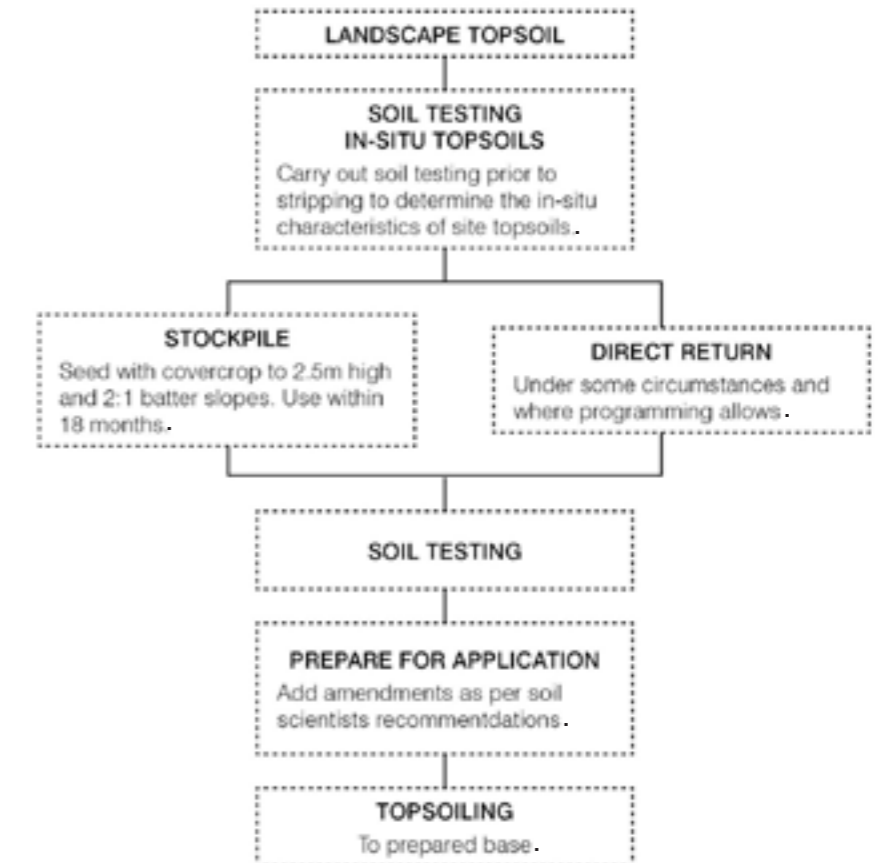 LANDSCAPE TOPSOIL
SOIL TESTING
IN-SITU TOPSOILS
Carry out soil testing prior to
stripping to determine the in-situ
characteristics of site topsoils.
STOCKPILE
Seed with covercrop to 2.5m high
and 2:1 batter slopes. Use within
18 months.
DIRECT RETURN
Under some circumstances and
where programming allows.
SOIL TESTING
PREPARE FOR APPLICATION
Add amendments as per soil
scientists recommentdations.
TOPSOILING
To prepared base.